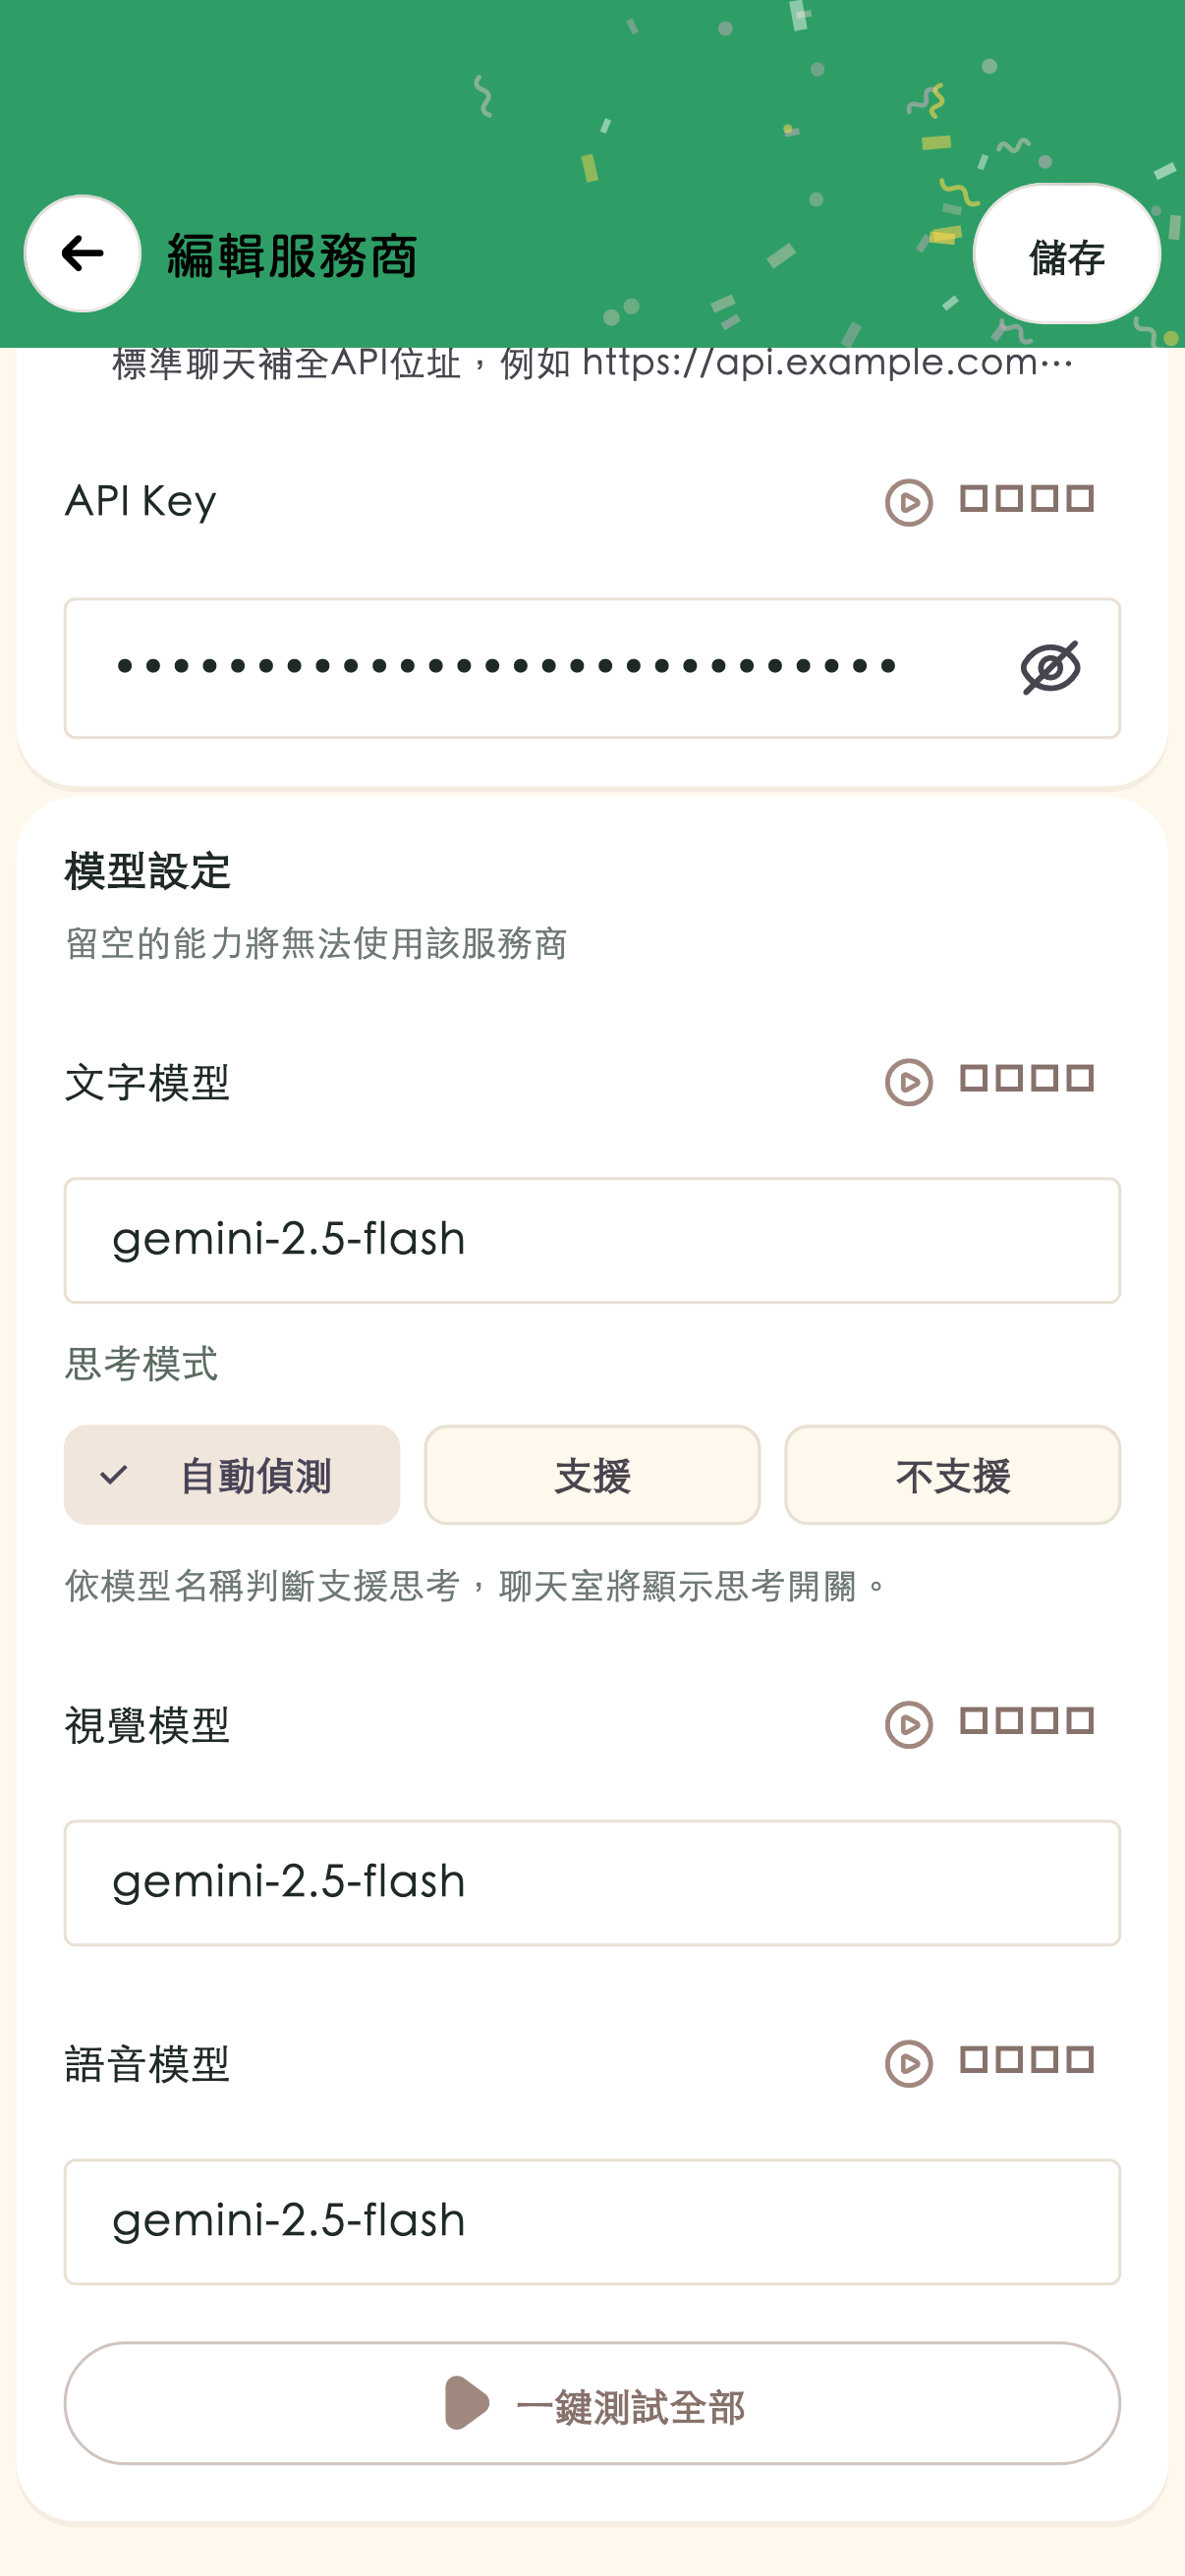 編輯服務商
儲存
標準聊天補全API位址，例如 https://api.example.com…
API Key
□□□□
•••••••••••••••••••••••••••• 
模型設定
留空的能力將無法使用該服務商
文字模型
□□□□
gemini-2.5-flash
思考模式
自動偵測
支援
不支援
依模型名稱判斷支援思考，聊天室將顯示思考開關。
視覺模型
□□□□
gemini-2.5-flash
語音模型
□□□□
gemini-2.5-flash
一鍵測試全部